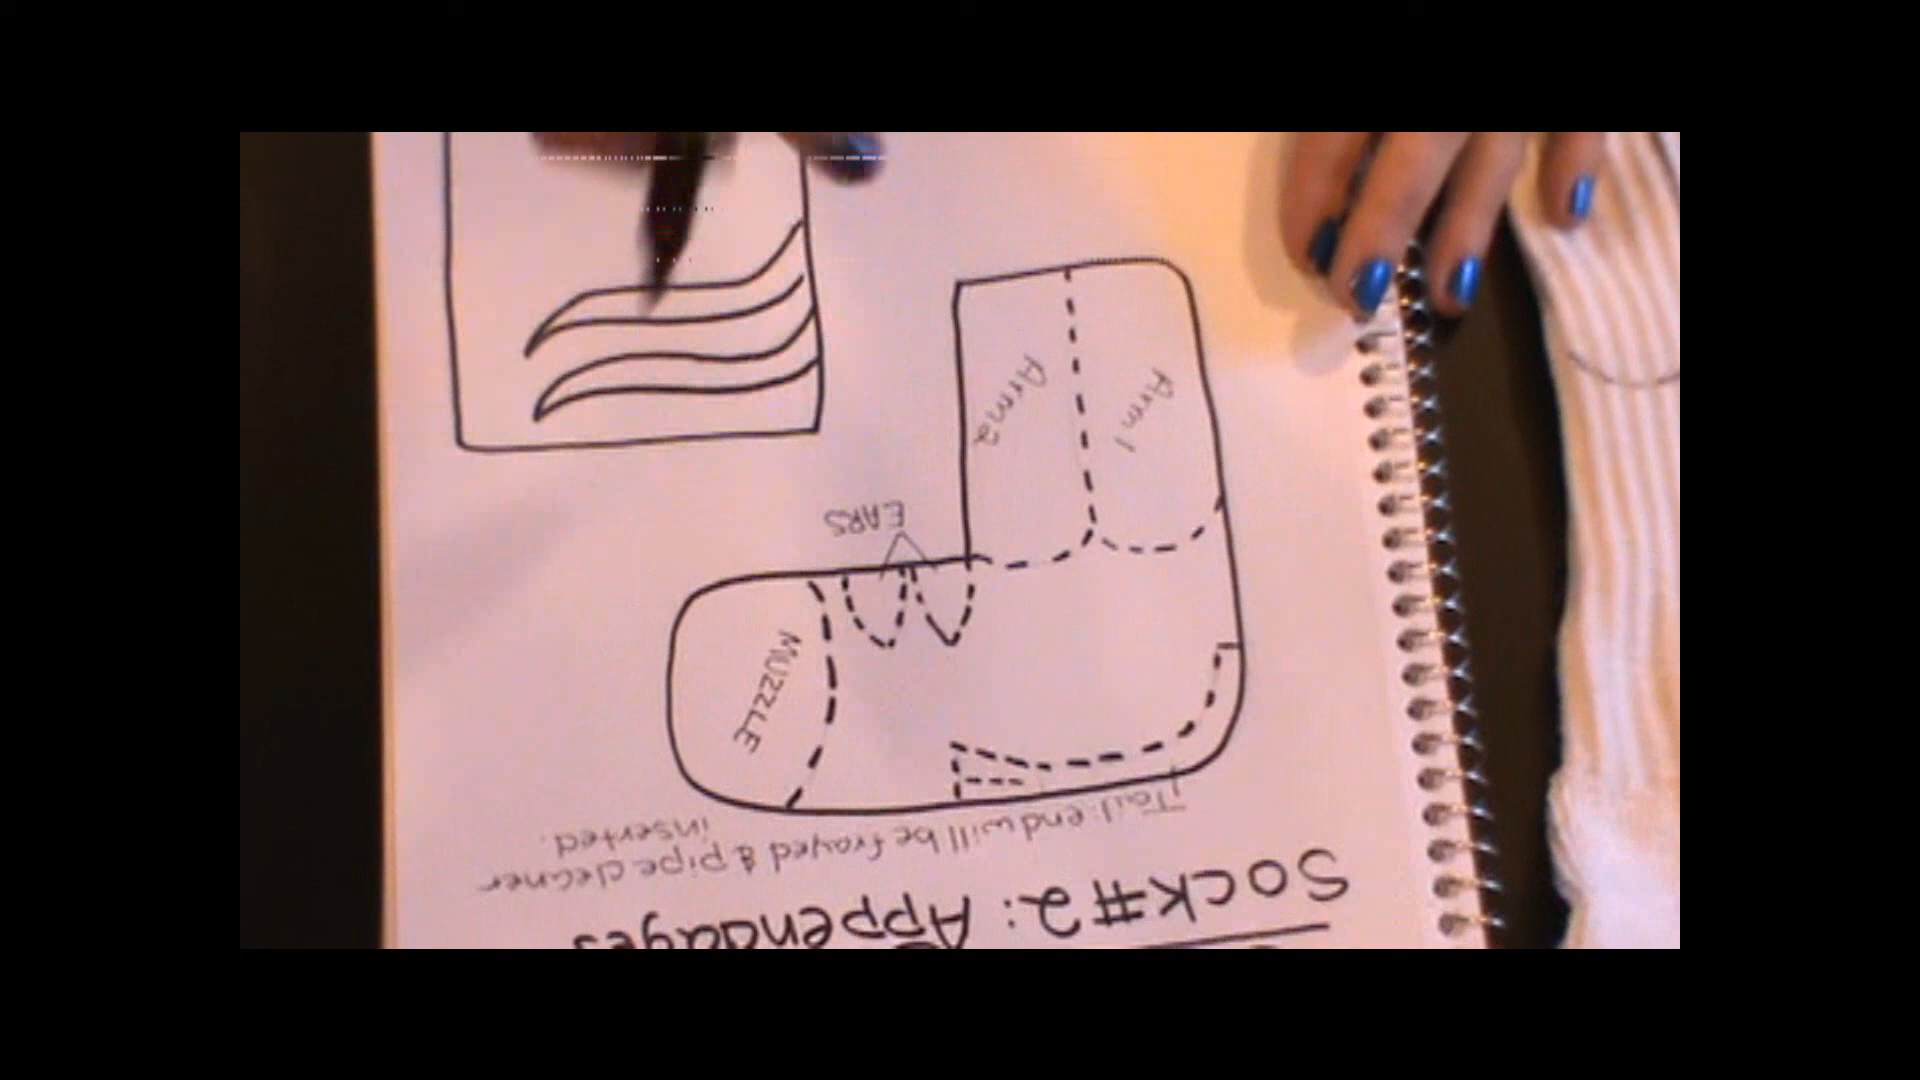 Sock #2: Appendages
Tail: end will be frayed & pipe cleaner
inserted.
MUZZLE
EARS
Arm 1
Arm 2